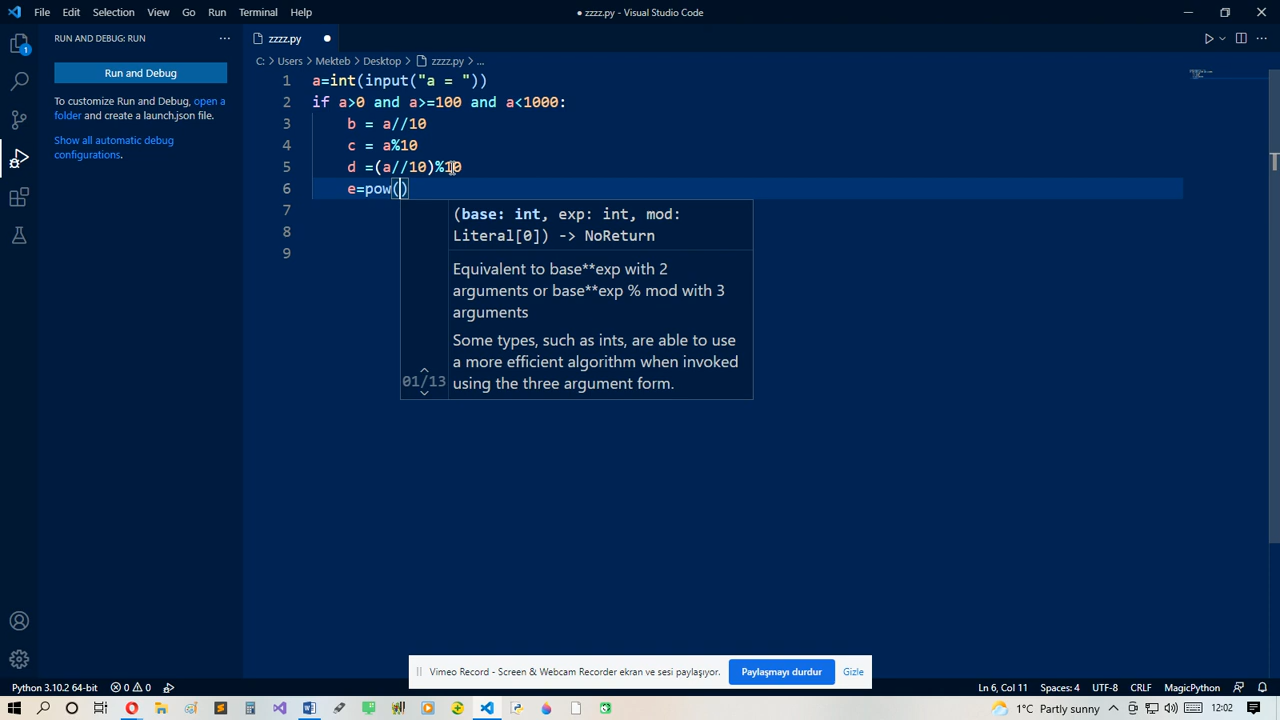 File Edit Selection View Go Run Terminal Help
● zzzz.py - Visual Studio Code
RUN AND DEBUG: RUN ...
zzzz.py ●
C: > Users > Mekteb > Desktop > zzzz.py > ...
Run and Debug
To customize Run and Debug, open a
folder and create a launch.json file.
Show all automatic debug
configurations.
1 a=int(input("a = "))
2 if a>0 and a>=100 and a<1000:
3 b = a//10
4 c = a%10
5 d =(a//10)%10
6 e=pow()
7
8
9
(base: int, exp: int, mod:
Literal[0]) -> NoReturn
Equivalent to base**exp with 2
arguments or base**exp % mod with 3
arguments
Some types, such as ints, are able to use
a more efficient algorithm when invoked
using the three argument form.
01/13
1
Vimeo Record - Screen & Webcam Recorder ekran ve sesi paylaşıyor.
Paylaşmayı durdur
Gizle
Python 3.10.2 64-bit 0 0
Ln 6, Col 11 Spaces: 4 UTF-8 CRLF MagicPython
1°C Partly sunny 12:02